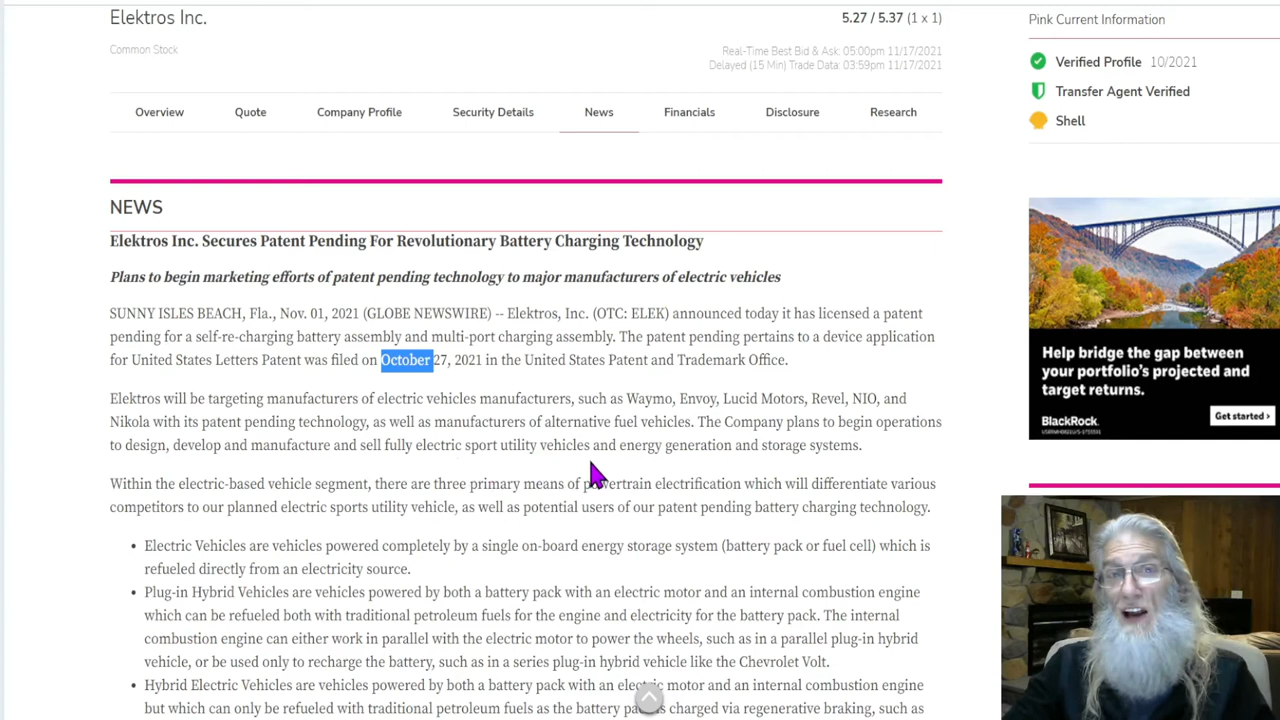 Elektros Inc.
5.27 / 5.37 (1 x 1)
Common Stock
Real-Time Best Bid & Ask: 05:00pm 11/17/2021
Delayed (15 Min) Trade Data: 03:59pm 11/17/2021
Overview
Quote
Company Profile
Security Details
News
Financials
Disclosure
Research
NEWS
Elektros Inc. Secures Patent Pending For Revolutionary Battery Charging Technology
Plans to begin marketing efforts of patent pending technology to major manufacturers of electric vehicles
SUNNY ISLES BEACH, Fla., Nov. 01, 2021 (GLOBE NEWSWIRE) -- Elektros, Inc. (OTC: ELEK) announced today it has licensed a patent
pending for a self-re-charging battery assembly and multi-port charging assembly. The patent pending pertains to a device application
for United States Letters Patent was filed on October 27, 2021 in the United States Patent and Trademark Office.
Elektros will be targeting manufacturers of electric vehicles manufacturers, such as Waymo, Envoy, Lucid Motors, Revel, NIO, and
Nikola with its patent pending technology, as well as manufacturers of alternative fuel vehicles. The Company plans to begin operations
to design, develop and manufacture and sell fully electric sport utility vehicles and energy generation and storage systems.
Within the electric-based vehicle segment, there are three primary means of powertrain electrification which will differentiate various
competitors to our planned electric sports utility vehicle, as well as potential users of our patent pending battery charging technology.
• Electric Vehicles are vehicles powered completely by a single on-board energy storage system (battery pack or fuel cell) which is
refueled directly from an electricity source.
• Plug-in Hybrid Vehicles are vehicles powered by both a battery pack with an electric motor and an internal combustion engine
which can be refueled both with traditional petroleum fuels for the engine and electricity for the battery pack. The internal
combustion engine can either work in parallel with the electric motor to power the wheels, such as in a parallel plug-in hybrid
vehicle, or be used only to recharge the battery, such as in a series plug-in hybrid vehicle like the Chevrolet Volt.
• Hybrid Electric Vehicles are vehicles powered by both a battery pack with an electric motor and an internal combustion engine
but which can only be refueled with traditional petroleum fuels as the battery pack is charged via regenerative braking, such as
Pink Current Information
Verified Profile 10/2021
Transfer Agent Verified
Shell
Help bridge the gap between
your portfolio's projected and
target returns.
BLACKROCK
Get started ›